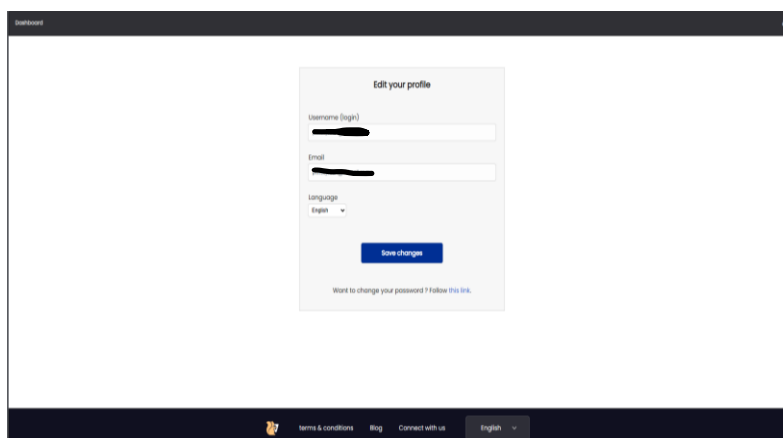 Dashboard
Edit your profile
Username (login)
Email
Language
English
Save changes
Want to change your password ? Follow this link.
terms & conditions Blog Connect with us English